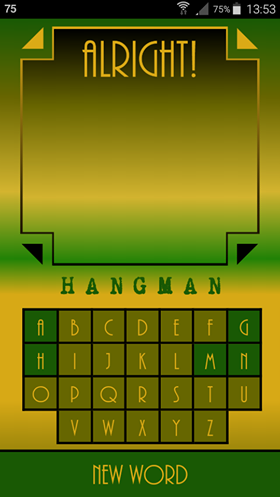 75 75% 13:53
ALRIGHT!
HANGMAN
A B C D E F G
H I J K L M N
O P Q R S T U
V W X Y Z
NEW WORD